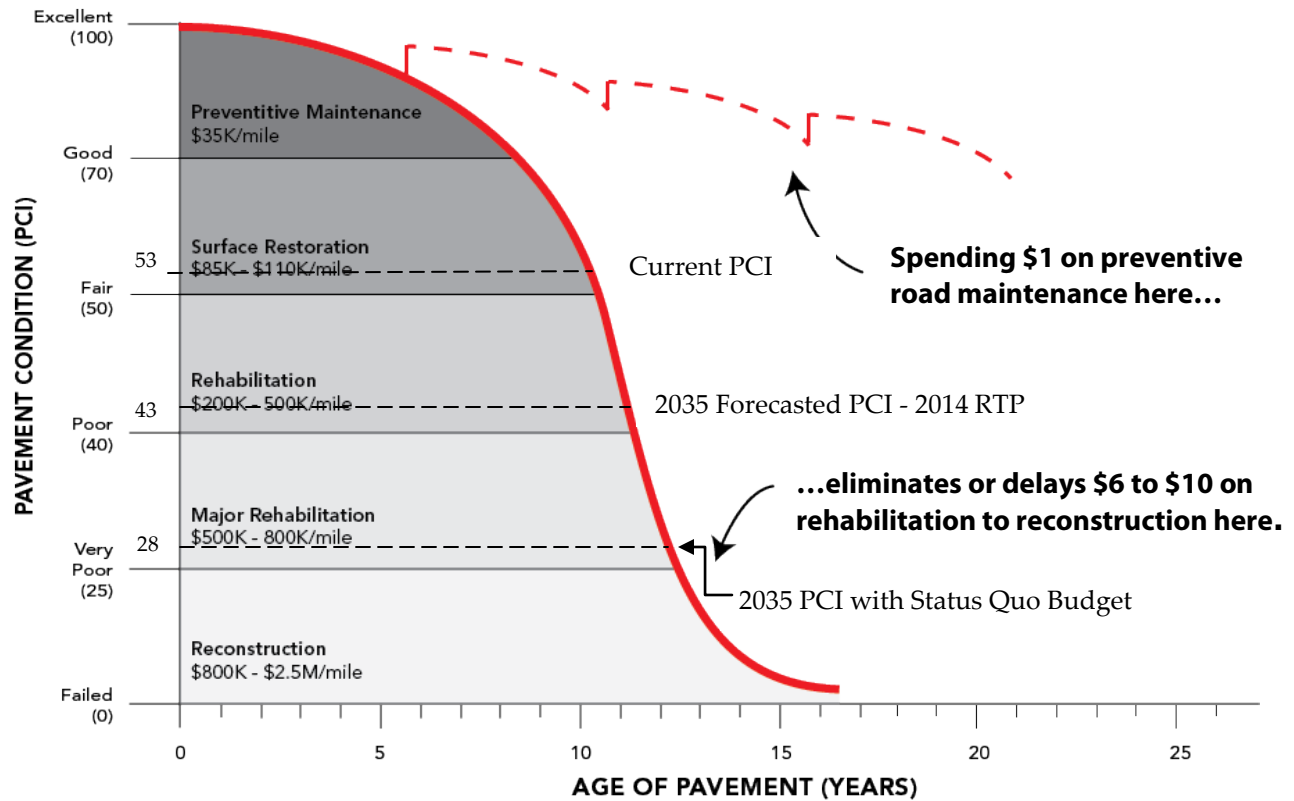 Excellent
(100)
Preventitive Maintenance
$35K/mile
Good
(70)
Surface Restoration
$85K - $110K/mile
53
Current PCI
Spending $1 on preventive
road maintenance here...
Fair
(50)
Rehabilitation
$200K - 500K/mile
43
2035 Forecasted PCI - 2014 RTP
Poor
(40)
...eliminates or delays $6 to $10 on
rehabilitation to reconstruction here.
Major Rehabilitation
$500K - 800K/mile
28
Very
Poor
(25)
2035 PCI with Status Quo Budget
Reconstruction
$800K - $2.5M/mile
Failed
(0)
PAVEMENT CONDITION (PCI)
0 5 10 15 20 25
AGE OF PAVEMENT (YEARS)